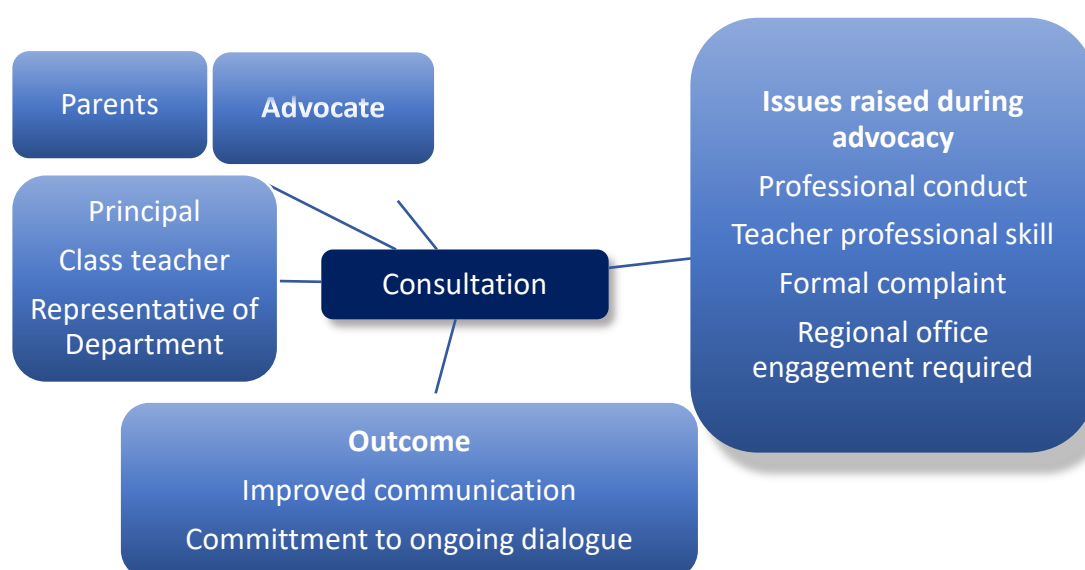 Parents
Advocate
Principal
Class teacher
Representative of
Department
Consultation
Issues raised during
advocacy
Professional conduct
Teacher professional skill
Formal complaint
Regional office
engagement required
Outcome
Improved communication
Committment to ongoing dialogue